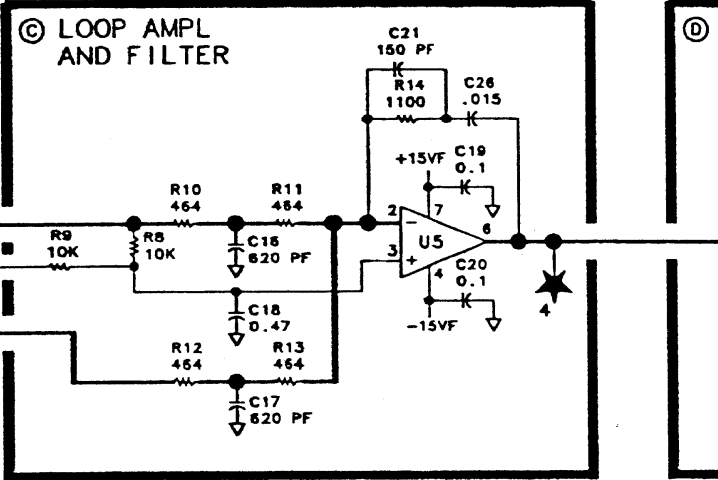 C LOOP AMPL
AND FILTER
D
C21
150 PF
R14
1100
C26
.015
+15VF
C19
0.1
R10
464
R11
464
2
7
R9
10K
R8
10K
C16
620 PF
-
U5
6
3
+
4
C20
0.1
C18
0.47
-15VF
4
R12
464
R13
464
C17
620 PF